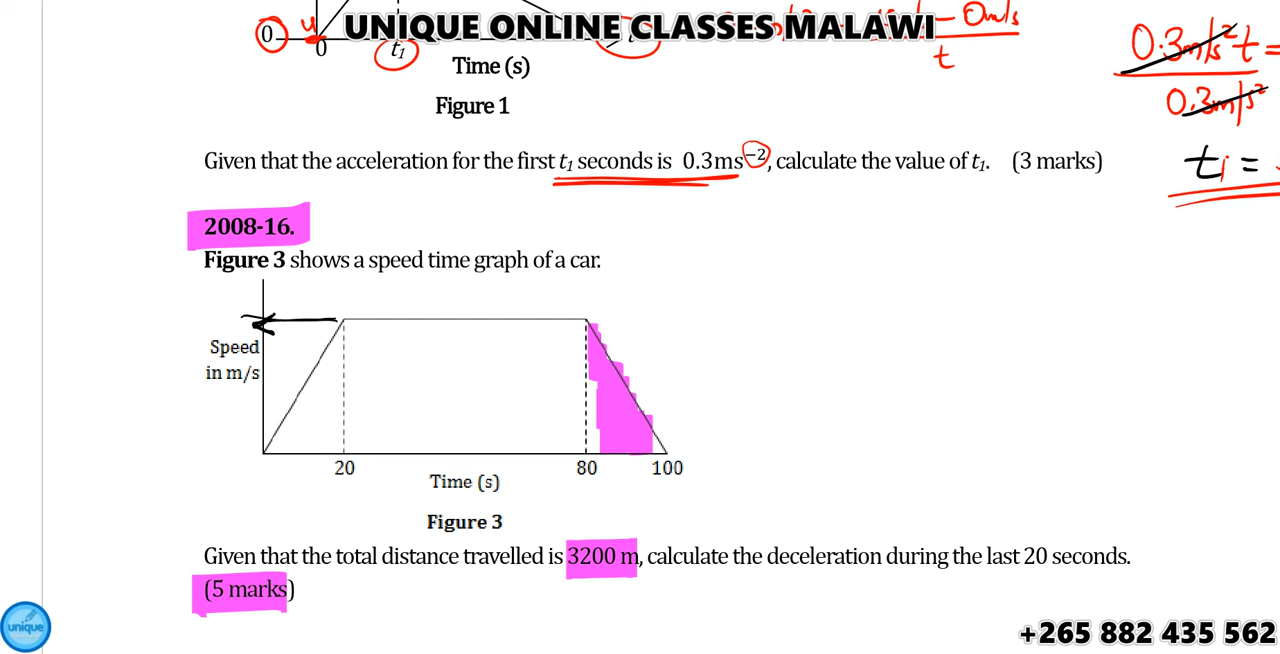 UNIQUE ONLINE CLASSES MALAWI
0 u 0 t₁ t
– 0m/s
t
0.3m/s² t =
0.3m/s²
Time (s)
Figure 1
Given that the acceleration for the first t₁ seconds is 0.3ms⁻², calculate the value of t₁. (3 marks)
t₁ =
2008-16.
Figure 3 shows a speed time graph of a car.
Speed
in m/s
20 80 100
Time (s)
Figure 3
Given that the total distance travelled is 3200 m, calculate the deceleration during the last 20 seconds.
(5 marks)
unique
+265 882 435 562